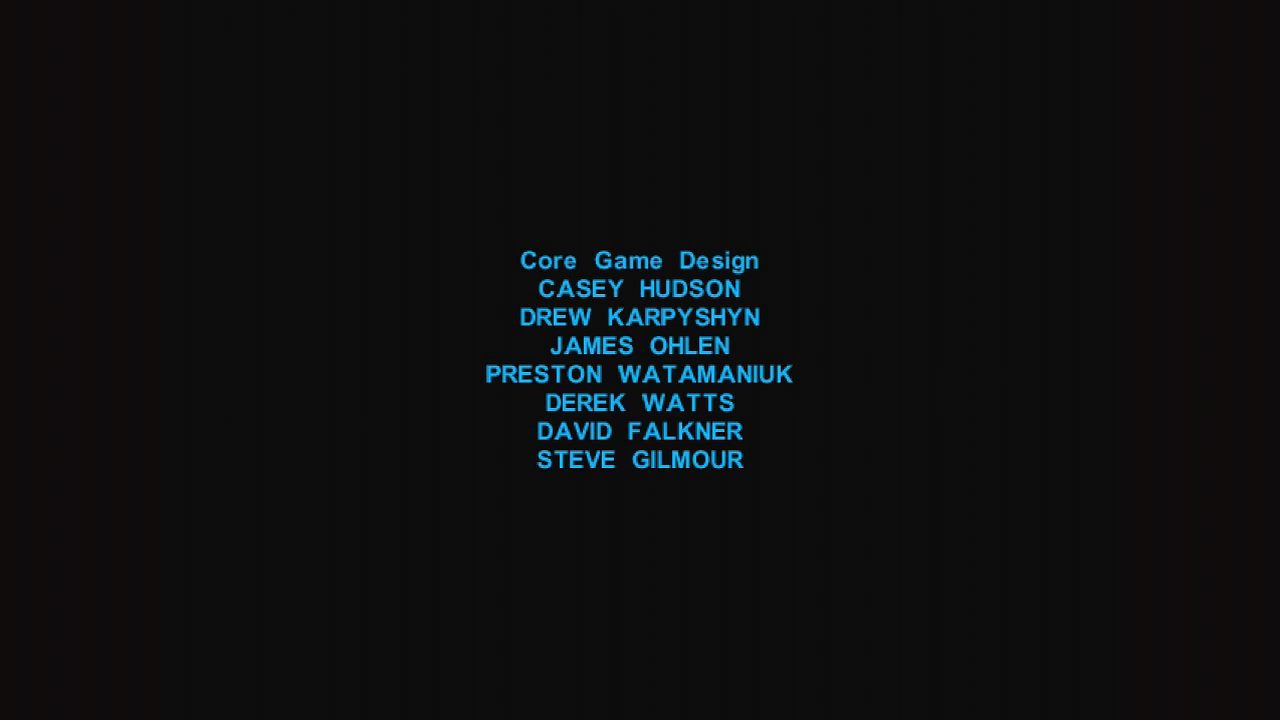 Core Game Design
CASEY HUDSON
DREW KARPYSHYN
JAMES OHLEN
PRESTON WATAMANIUK
DEREK WATTS
DAVID FALKNER
STEVE GILMOUR